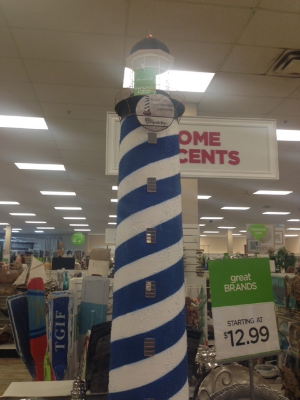 OME
CENTS
great
BRANDS
STARTING AT
$12.99
TGIF